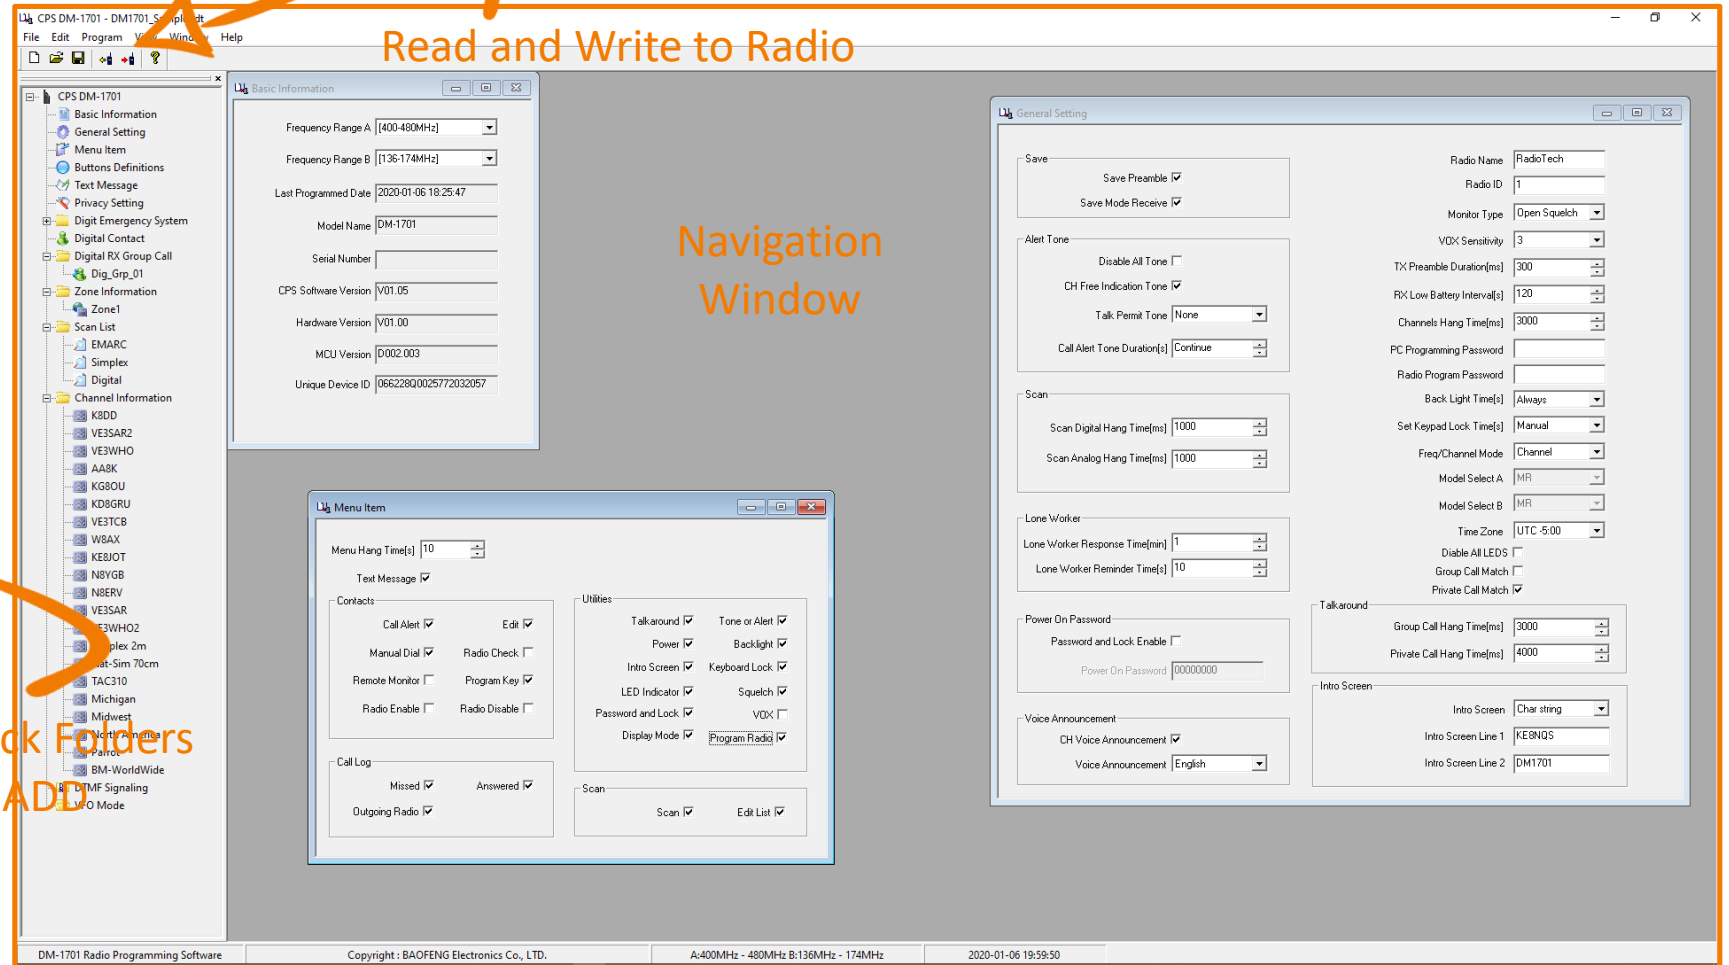 CPS DM-1701 - DM1701_Sample.rdt
File Edit Program View Window Help
Read and Write to Radio
CPS DM-1701
Basic Information
General Setting
Menu Item
Buttons Definitions
Text Message
Privacy Setting
Digit Emergency System
Digital Contact
Digital RX Group Call
Dig_Grp_01
Zone Information
Zone1
Scan List
EMARC
Simplex
Digital
Channel Information
K8DD
VE3SAR2
VE3WHO
AA8K
KG8OU
KD8GRU
VE3TCB
W8AX
KE8JOT
N8YGB
N8ERV
VE3SAR
VE3WHO2
Simplex 2m
Sat-Sim 70cm
TAC310
Michigan
Midwest
North America
Parrot
BM-WorldWide
DTMF Signaling
VFO Mode
Folders
ADD
Basic Information
Frequency Range A [400-480MHz]
Frequency Range B [136-174MHz]
Last Programmed Date 2020-01-06 18:25:47
Model Name DM-1701
Serial Number
CPS Software Version V01.05
Hardware Version V01.00
MCU Version D002.003
Unique Device ID 066228Q0025772032057
Navigation
Window
Menu Item
Menu Hang Time[s] 10
Text Message
Contacts
Call Alert Edit
Manual Dial Radio Check
Remote Monitor Program Key
Radio Enable Radio Disable
Call Log
Missed Answered
Outgoing Radio
Utilities
Talkaround Tone or Alert
Power Backlight
Intro Screen Keyboard Lock
LED Indicator Squelch
Password and Lock VOX
Display Mode Program Radio
Scan
Scan Edit List
General Setting
Save
Save Preamble
Save Mode Receive
Alert Tone
Disable All Tone
CH Free Indication Tone
Talk Permit Tone None
Call Alert Tone Duration[s] Continue
Scan
Scan Digital Hang Time[ms] 1000
Scan Analog Hang Time[ms] 1000
Lone Worker
Lone Worker Response Time[min] 1
Lone Worker Reminder Time[s] 10
Power On Password
Password and Lock Enable
Power On Password 00000000
Voice Announcement
CH Voice Announcement
Voice Announcement English
Radio Name RadioTech
Radio ID 1
Monitor Type Open Squelch
VOX Sensitivity 3
TX Preamble Duration[ms] 300
RX Low Battery Interval[s] 120
Channels Hang Time[ms] 3000
PC Programming Password
Radio Program Password
Back Light Time[s] Always
Set Keypad Lock Time[s] Manual
Freq/Channel Mode Channel
Model Select A MR
Model Select B MR
Time Zone UTC -5:00
Diable All LEDS
Group Call Match
Private Call Match
Talkaround
Group Call Hang Time[ms] 3000
Private Call Hang Time[ms] 4000
Intro Screen
Intro Screen Char string
Intro Screen Line 1 KE8NQS
Intro Screen Line 2 DM1701
DM-1701 Radio Programming Software
Copyright : BAOFENG Electronics Co., LTD.
A:400MHz - 480MHz B:136MHz - 174MHz
2020-01-06 19:59:50